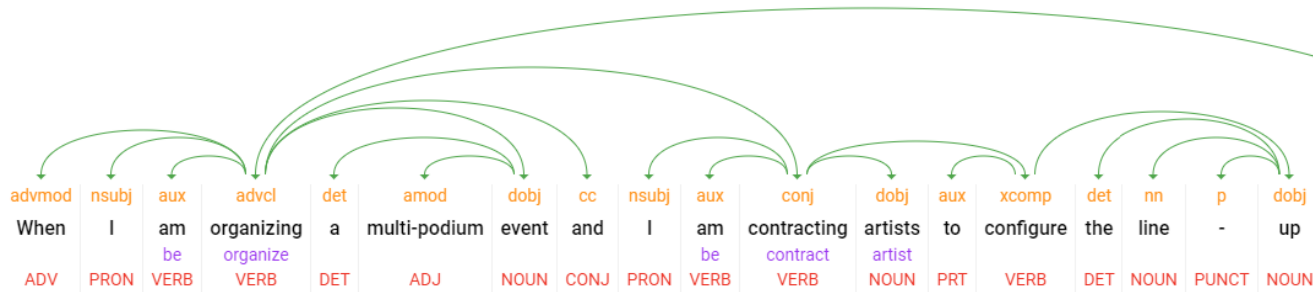 advmod nsubj aux advcl det amod dobj cc nsubj aux conj dobj aux xcomp det nn p dobj
When I am organizing a multi-podium event and I am contracting artists to configure the line - up
be organize be contract artist
ADV PRON VERB VERB DET ADJ NOUN CONJ PRON VERB VERB NOUN PRT VERB DET NOUN PUNCT NOUN